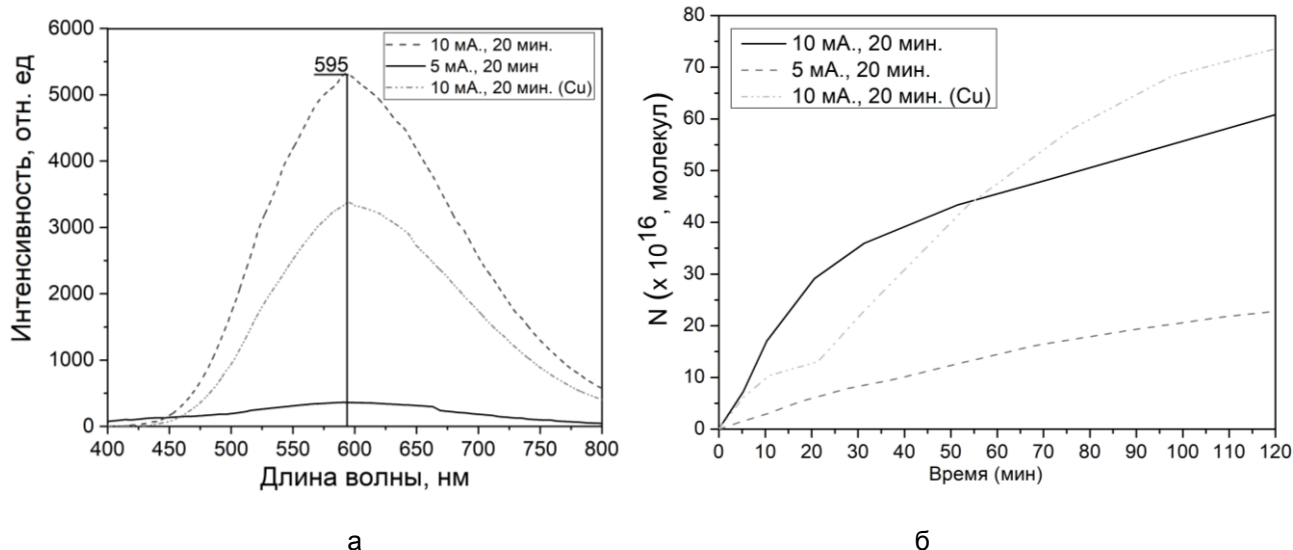 6000
5000
4000
3000
2000
1000
0
Интенсивность, отн. ед
595
10 мА., 20 мин.
5 мА., 20 мин
10 мА., 20 мин. (Cu)
400 450 500 550 600 650 700 750 800
Длина волны, нм
а
80
70
60
50
40
30
20
10
0
N (x 10¹⁶, молекул)
10 мА., 20 мин.
5 мА., 20 мин.
10 мА., 20 мин. (Cu)
0 10 20 30 40 50 60 70 80 90 100 110 120
Время (мин)
б